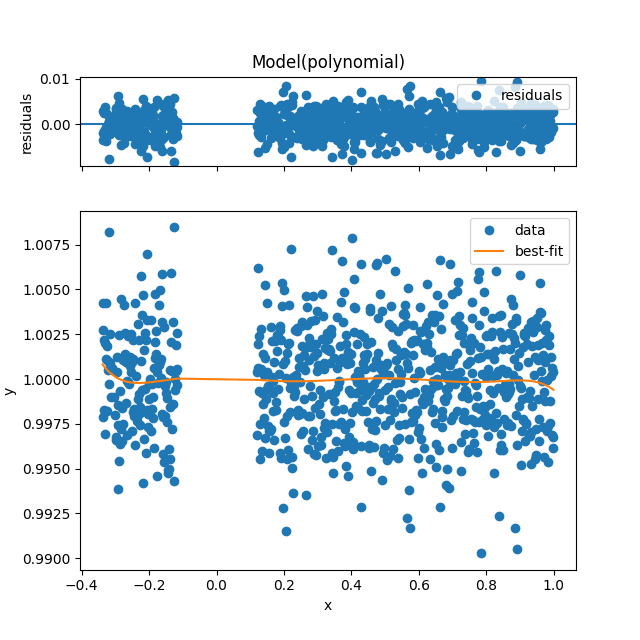 Model(polynomial)
0.01
0.00
residuals
residuals
1.0075
1.0050
1.0025
1.0000
0.9975
0.9950
0.9925
0.9900
y
data
best-fit
−0.4 −0.2 0.0 0.2 0.4 0.6 0.8 1.0
x